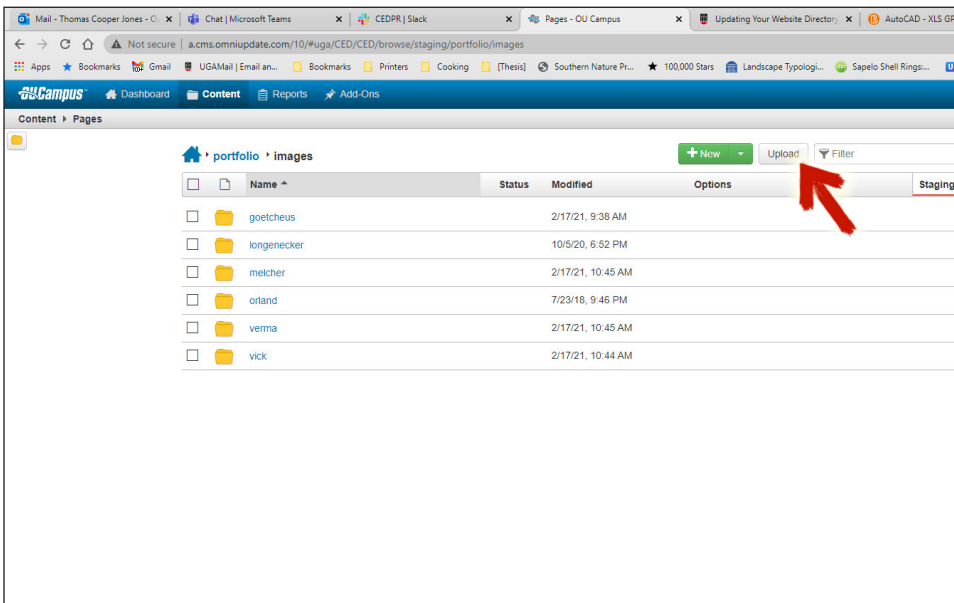 Mail - Thomas Cooper Jones - O Chat | Microsoft Teams CEDPR | Slack Pages - OU Campus Updating Your Website Directory AutoCAD - XLS GP
Not secure | a.cms.omniupdate.com/10/#uga/CED/CED/browse/staging/portfolio/images
Apps Bookmarks Gmail UGAMail | Email an... Bookmarks Printers Cooking [Thesis] Southern Nature Pr... 100,000 Stars Landscape Typologi... Sapelo Shell Rings:...
OUCampus Dashboard Content Reports Add-Ons
Content Pages
portfolio images + New Upload Filter
Name Status Modified Options Staging
goetcheus 2/17/21, 9:38 AM
longenecker 10/5/20, 6:52 PM
melcher 2/17/21, 10:45 AM
orland 7/23/18, 9:46 PM
verma 2/17/21, 10:45 AM
vick 2/17/21, 10:44 AM